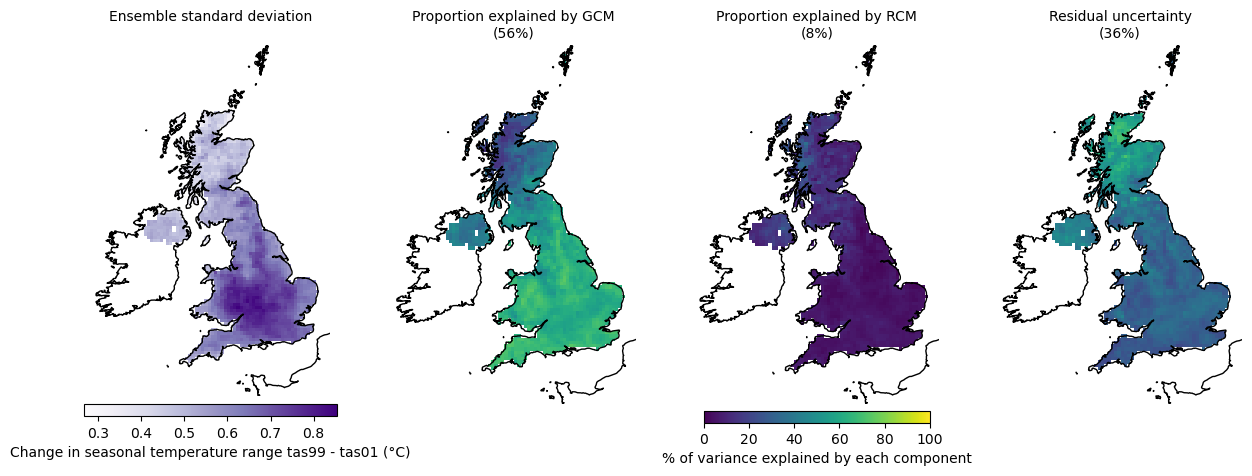 Ensemble standard deviation
Proportion explained by GCM
(56%)
Proportion explained by RCM
(8%)
Residual uncertainty
(36%)
0.3 0.4 0.5 0.6 0.7 0.8
Change in seasonal temperature range tas99 - tas01 (°C)
0 20 40 60 80 100
% of variance explained by each component